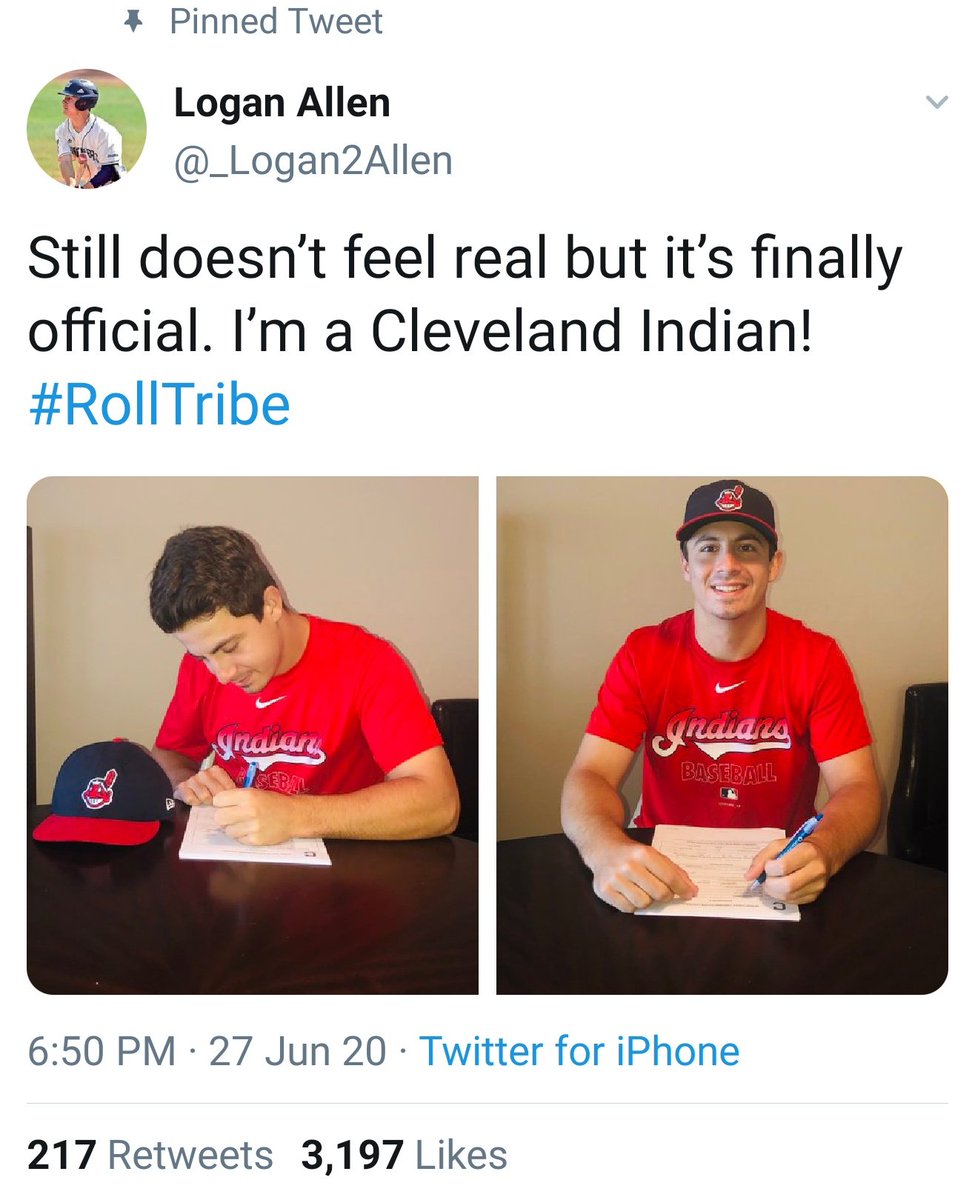 Pinned Tweet
Logan Allen
@_Logan2Allen
Still doesn’t feel real but it’s finally
official. I’m a Cleveland Indian!
#RollTribe
Indians
BASEBALL
6:50 PM · 27 Jun 20 · Twitter for iPhone
217 Retweets 3,197 Likes